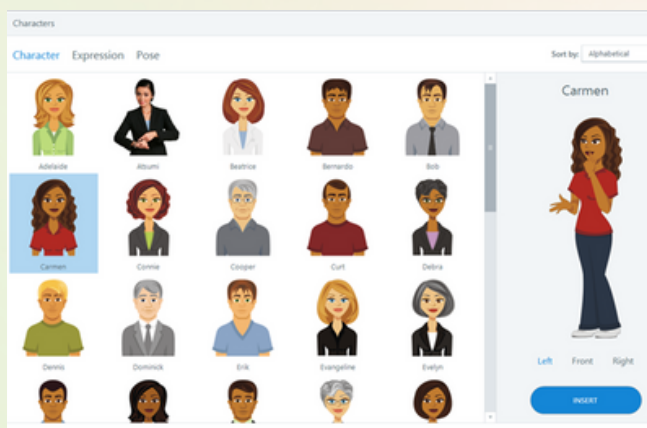 Characters
Character Expression Pose
Sort by: Alphabetical
Carmen
Adelaide Atsumi Beatrice Bernardo Bob
Carmen Connie Cooper Curt Debra
Dennis Dominick Erik Evangeline Evelyn
Left Front Right
INSERT